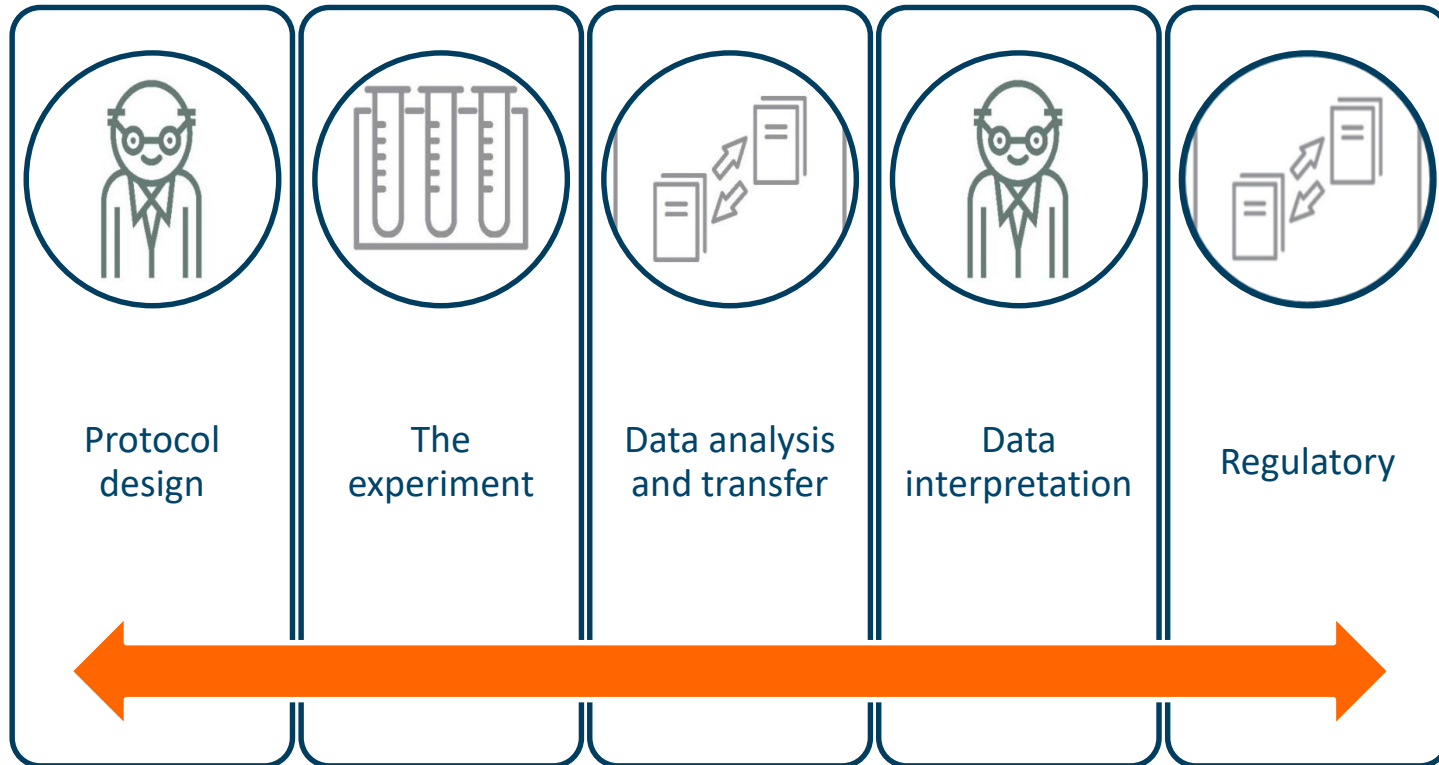 Protocol
design
The
experiment
Data analysis
and transfer
Data
interpretation
Regulatory